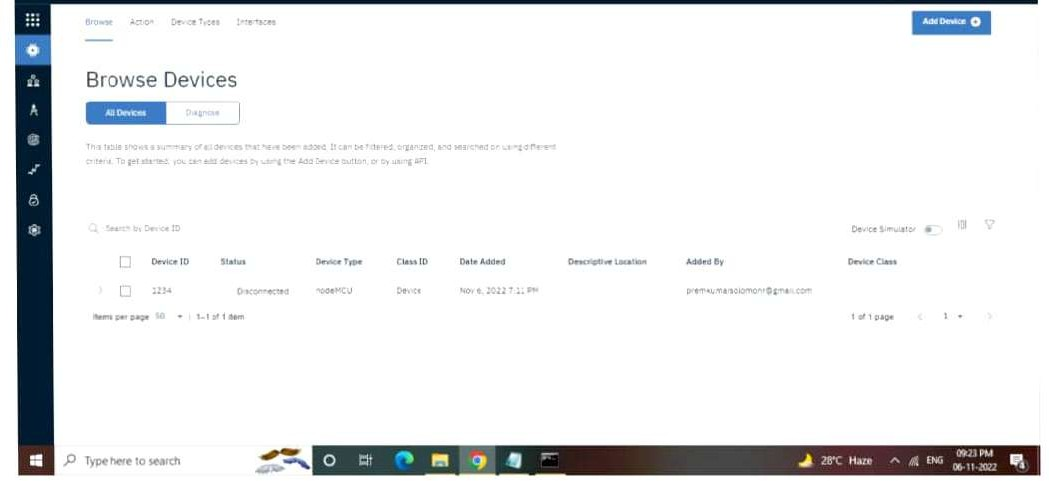 Browse Action Device Types Interfaces Add Device
Browse Devices
All Devices Diagnose
This table shows a summary of all devices that have been added. It can be filtered, organized, and searched on using different
criteria. To get started, you can add devices by using the Add Device button, or by using API.
Search by Device ID Device Simulator
Device ID Status Device Type Class ID Date Added Descriptive Location Added By Device Class
1234 Disconnected nodeMCU Device Nov 6, 2022 7:11 PM premkumarsolomonr@gmail.com
Items per page 50 | 1–1 of 1 item 1 of 1 page 1
Type here to search 28°C Haze ENG 09:23 PM
06-11-2022
4